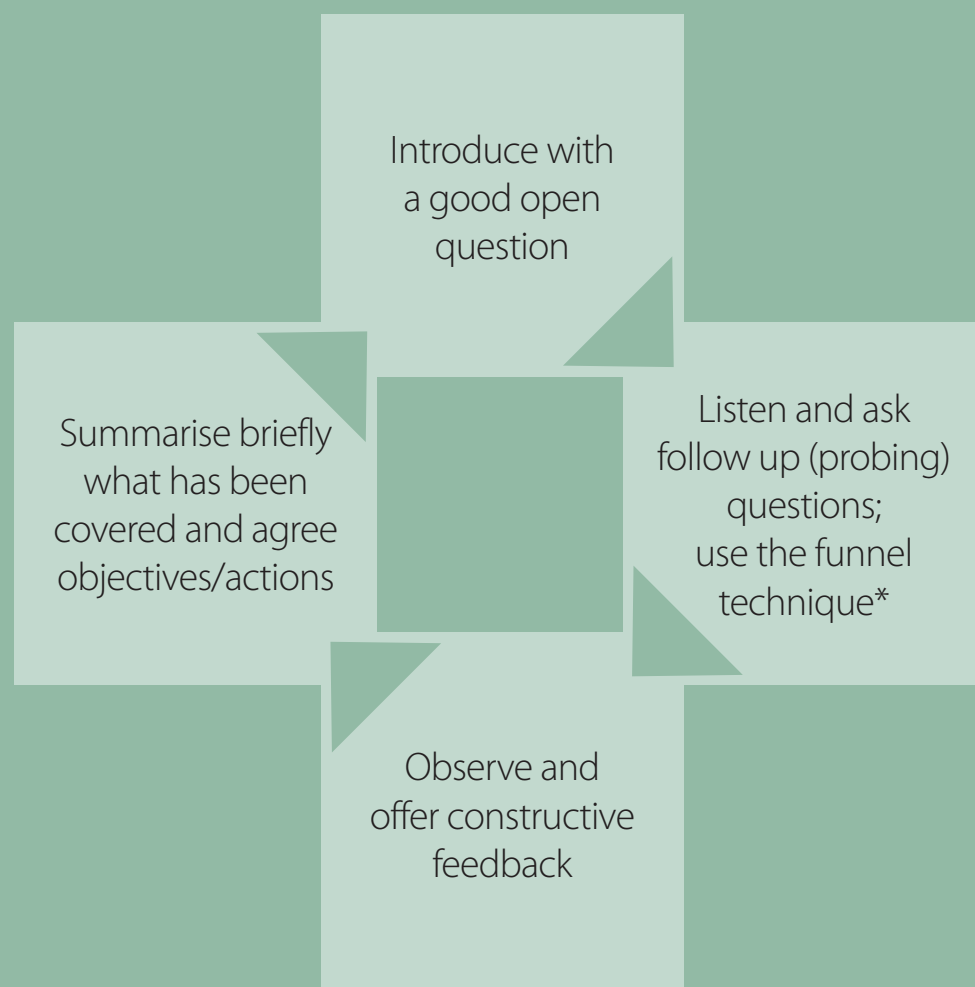 Introduce with
a good open
question
Listen and ask
follow up (probing)
questions;
use the funnel
technique*
Observe and
offer constructive
feedback
Summarise briefly
what has been
covered and agree
objectives/actions